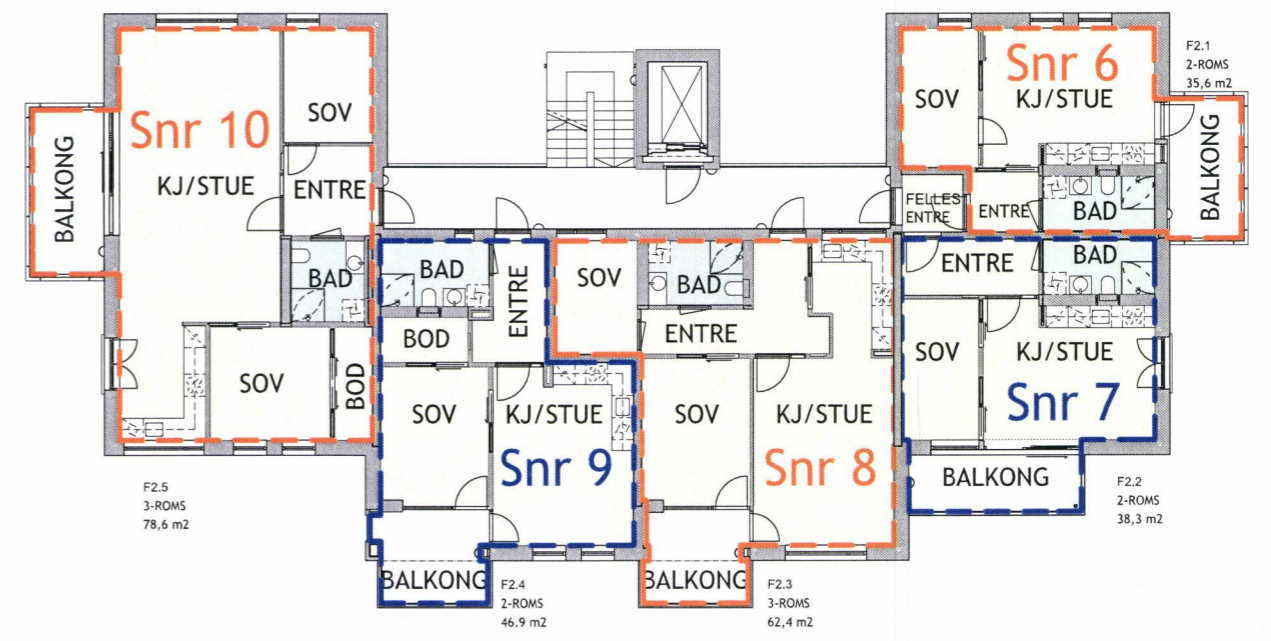 Snr 10
SOV
BALKONG
KJ/STUE
ENTRE
BAD
SOV
BOD
F2.5
3-ROMS
78,6 m2
BAD
ENTRE
BOD
SOV
KJ/STUE
Snr 9
BALKONG
F2.4
2-ROMS
46.9 m2
SOV
BAD
ENTRE
SOV
KJ/STUE
Snr 8
BALKONG
F2.3
3-ROMS
62,4 m2
Snr 6
SOV
KJ/STUE
F2.1
2-ROMS
35,6 m2
BALKONG
FELLES
ENTRE
ENTRE
BAD
ENTRE
BAD
SOV
KJ/STUE
Snr 7
BALKONG
F2.2
2-ROMS
38,3 m2